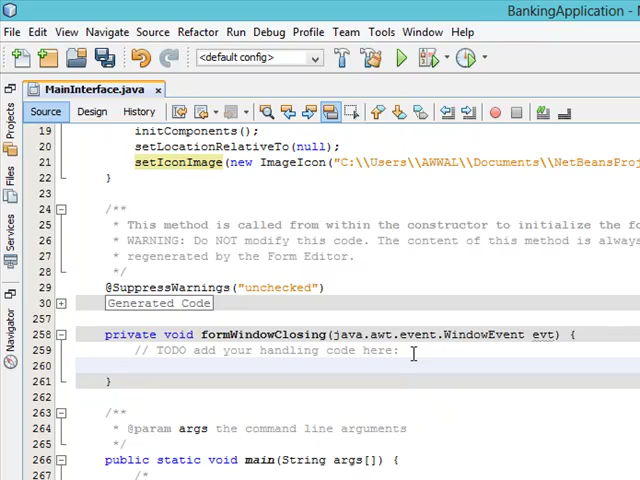 BankingApplication - Ne
File Edit View Navigate Source Refactor Run Debug Profile Team Tools Window Help
<default config>
MainInterface.java
Source Design History
Projects
Files
Services
Navigator
19 initComponents();
20 setLocationRelativeTo(null);
21 setIconImage(new ImageIcon("C:\\Users\\AWWAL\\Documents\\NetBeansProj
22 }
23
24 /**
25 * This method is called from within the constructor to initialize the fo
26 * WARNING: Do NOT modify this code. The content of this method is always
27 * regenerated by the Form Editor.
28 */
29 @SuppressWarnings("unchecked")
30 Generated Code
257
258 private void formWindowClosing(java.awt.event.WindowEvent evt) {
259 // TODO add your handling code here:
260
261 }
262
263 /**
264 * @param args the command line arguments
265 */
266 public static void main(String args[]) {
267 /*